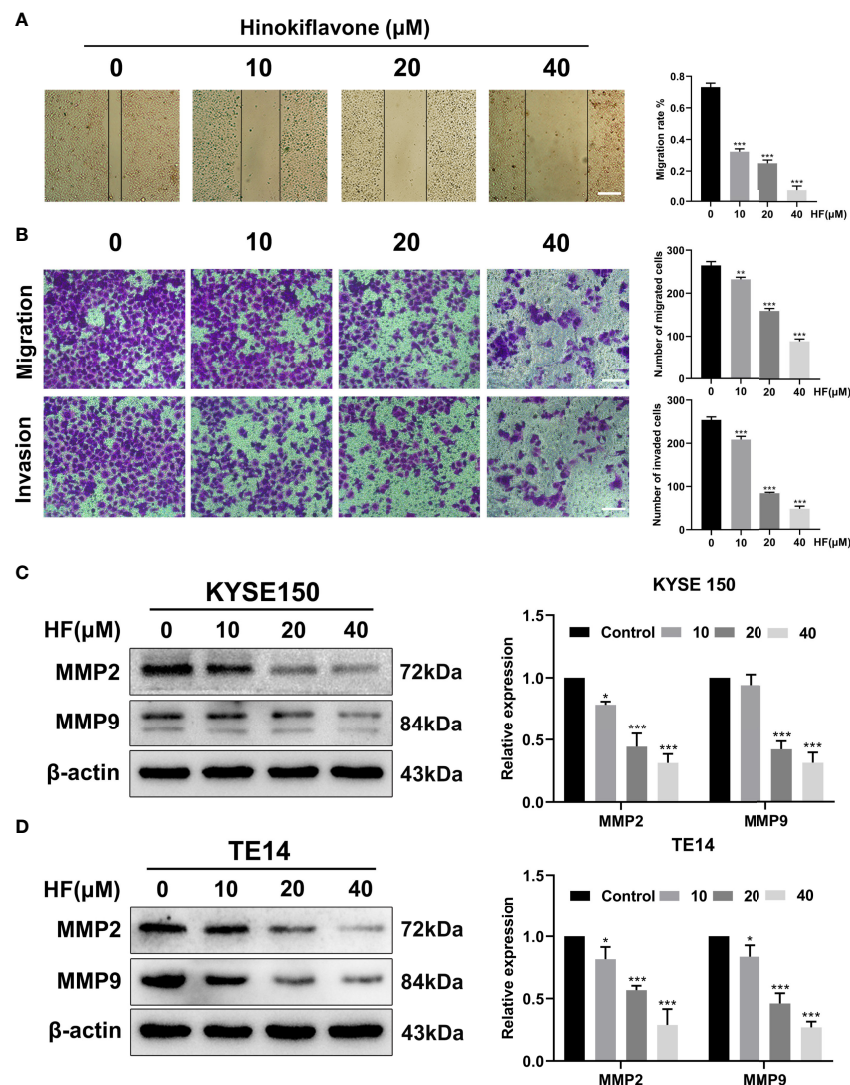 A
Hinokiflavone (μM)
0 10 20 40
Migration rate %
0.8
0.6
0.4
0.2
0.0
*** *** ***
0 10 20 40 HF(μM)
B
0 10 20 40
Migration
Number of migrated cells
300
200
100
0
** *** ***
0 10 20 40 HF(μM)
Invasion
Number of invaded cells
300
200
100
0
*** *** ***
0 10 20 40 HF(μM)
C
KYSE150
HF(μM) 0 10 20 40
MMP2 72kDa
MMP9 84kDa
β-actin 43kDa
KYSE 150
Control 10 20 40
Relative expression
1.5
1.0
0.5
0.0
* *** *** *** ***
MMP2 MMP9
D
TE14
HF(μM) 0 10 20 40
MMP2 72kDa
MMP9 84kDa
β-actin 43kDa
TE14
Control 10 20 40
Relative expression
1.5
1.0
0.5
0.0
* *** *** * *** ***
MMP2 MMP9